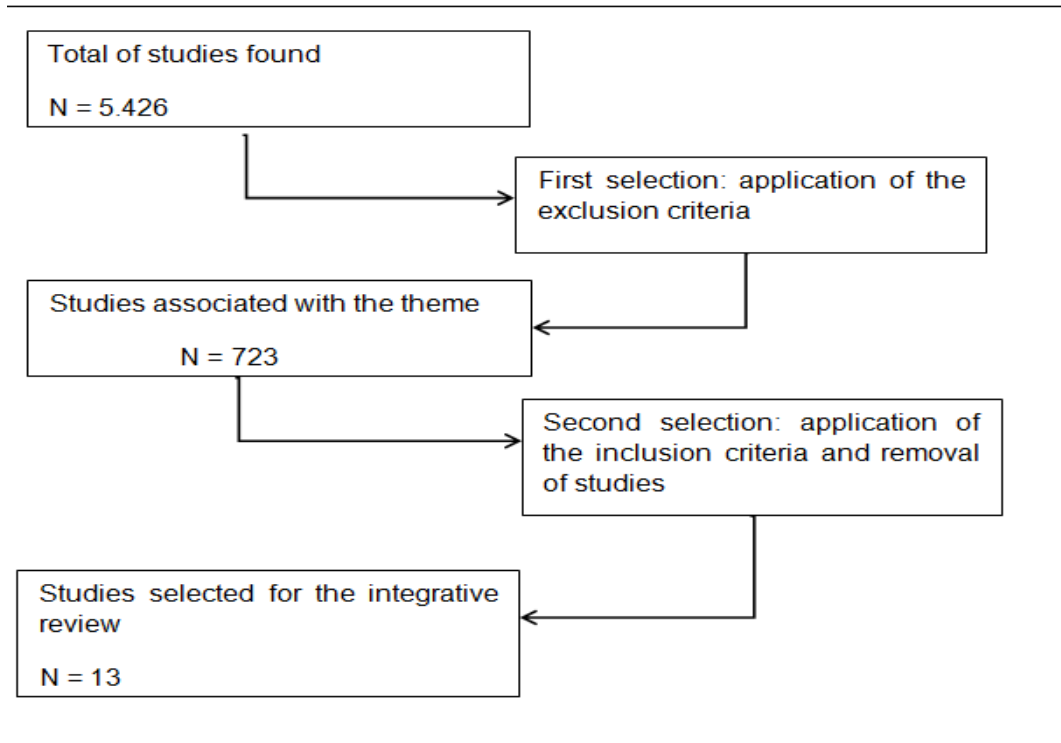 Total of studies found
N = 5.426
First selection: application of the
exclusion criteria
Studies associated with the theme
N = 723
Second selection: application of
the inclusion criteria and removal
of studies
Studies selected for the integrative
review
N = 13